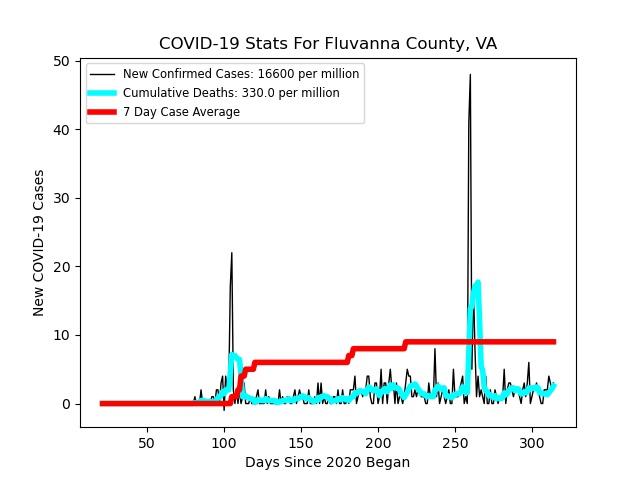 COVID-19 Stats For Fluvanna County, VA
New Confirmed Cases: 16600 per million
Cumulative Deaths: 330.0 per million
7 Day Case Average
50
40
30
20
10
0
New COVID-19 Cases
50
100
150
200
250
300
Days Since 2020 Began